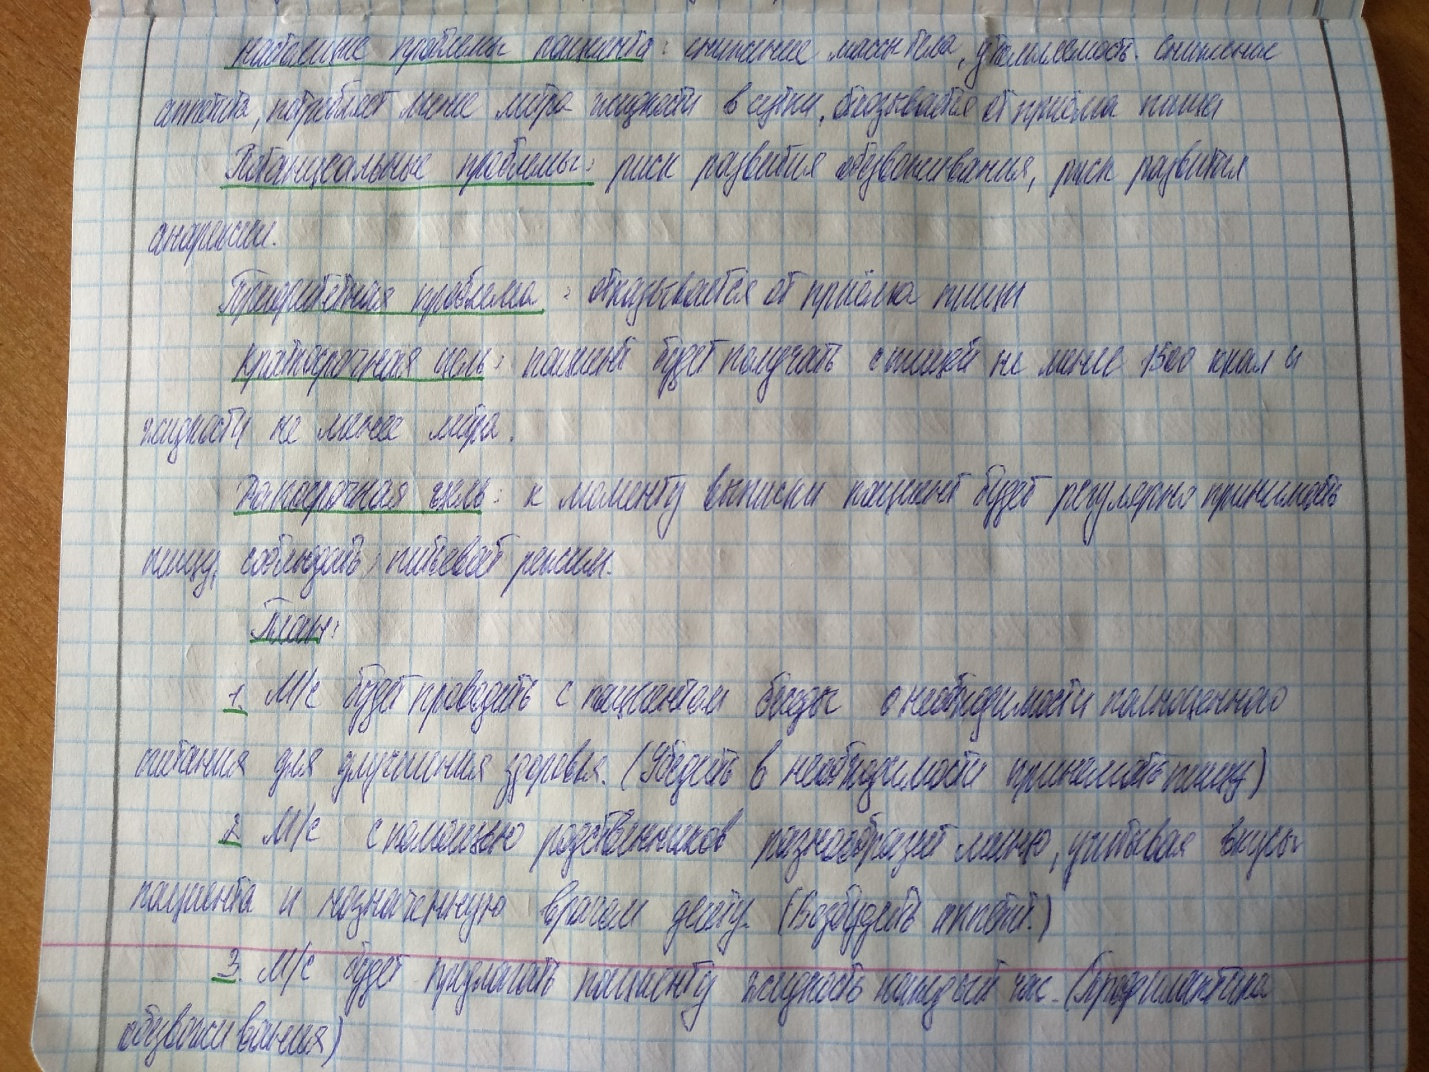 настоящие проблемы пациента: снижение массы тела, утомляемость. снижение
аппетита, потребляет менее литра жидкости в сутки, отказывается от приёма пищи
Потенциальные проблемы: риск развития обезвоживания, риск развития
анарексии.
Приоритетная проблема: отказывается от приёма пищи
Краткосрочная цель: пациент будет получать с пищей не менее 1500 ккал и
жидкости не менее литра.
Долгосрочная цель: к моменту выписки пациент будет регулярно принимать
пищу, соблюдать питьевой режим.
План:
1. М/с будет проводить с пациентом беседы о необходимости полноценного
питания для улучшения здоровья. (Убедить в необходимости принимать пищу)
2 М/с с помощью родственников разнообразит меню, учитывая вкусы
пациента и назначенную врачом диету. (Возбудить аппетит.)
3. М/с будет предлагать пациенту жидкость каждый час. (Профилактика
обезвоживания)